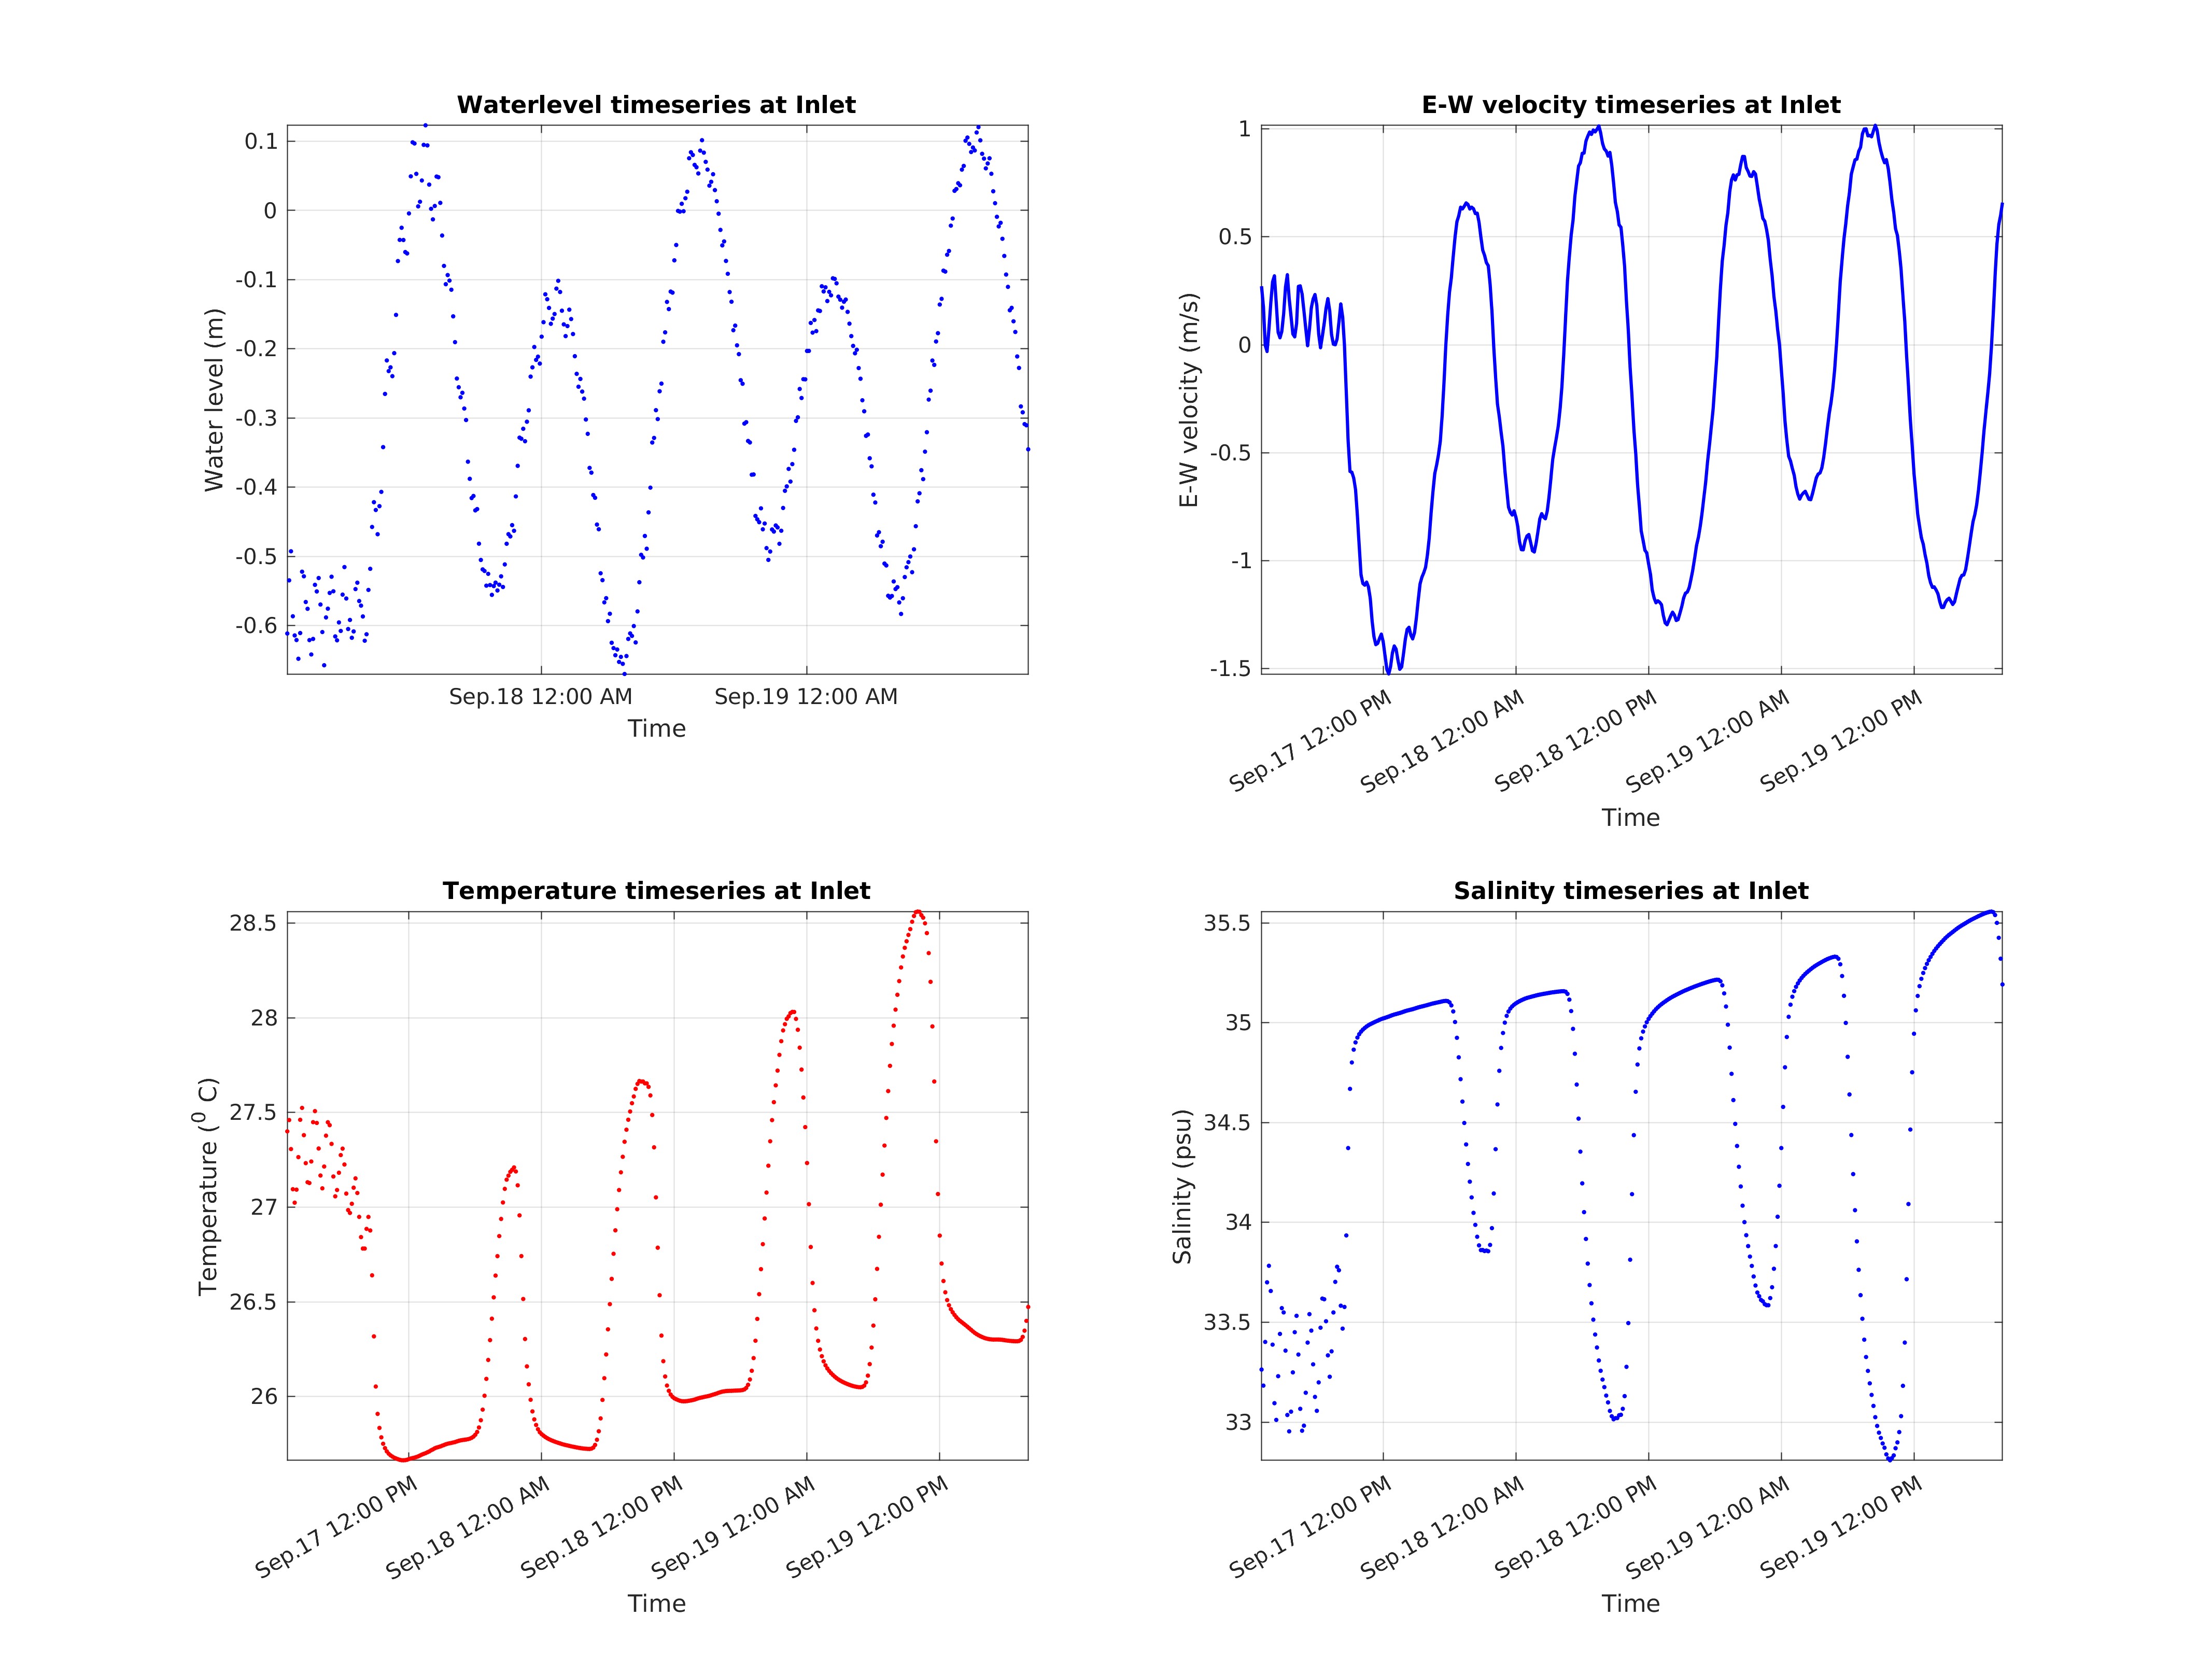 Waterlevel timeseries at Inlet
0.1
0
-0.1
-0.2
-0.3
-0.4
-0.5
-0.6
Water level (m)
Sep.18 12:00 AM
Sep.19 12:00 AM
Time
E-W velocity timeseries at Inlet
1
0.5
0
-0.5
-1
-1.5
E-W velocity (m/s)
Sep.17 12:00 PM
Sep.18 12:00 AM
Sep.18 12:00 PM
Sep.19 12:00 AM
Sep.19 12:00 PM
Time
Temperature timeseries at Inlet
28.5
28
27.5
27
26.5
26
Temperature (⁰ C)
Sep.17 12:00 PM
Sep.18 12:00 AM
Sep.18 12:00 PM
Sep.19 12:00 AM
Sep.19 12:00 PM
Time
Salinity timeseries at Inlet
35.5
35
34.5
34
33.5
33
Salinity (psu)
Sep.17 12:00 PM
Sep.18 12:00 AM
Sep.18 12:00 PM
Sep.19 12:00 AM
Sep.19 12:00 PM
Time